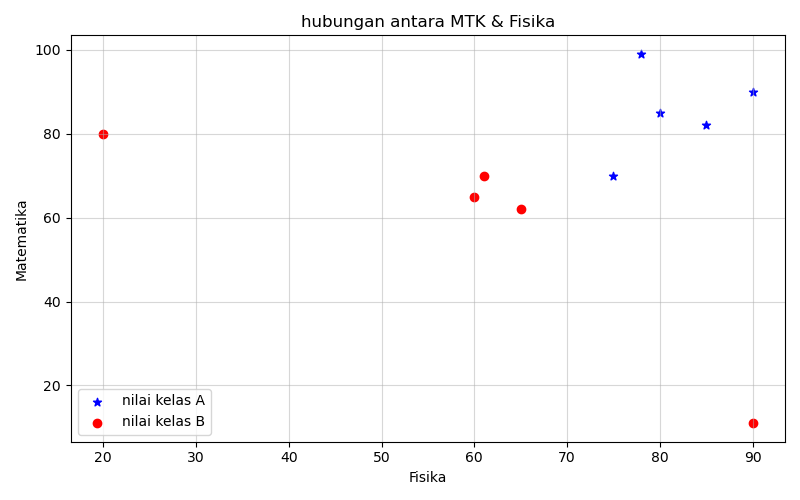 hubungan antara MTK & Fisika
Matematika
100
80
60
40
20
nilai kelas A
nilai kelas B
20 30 40 50 60 70 80 90
Fisika